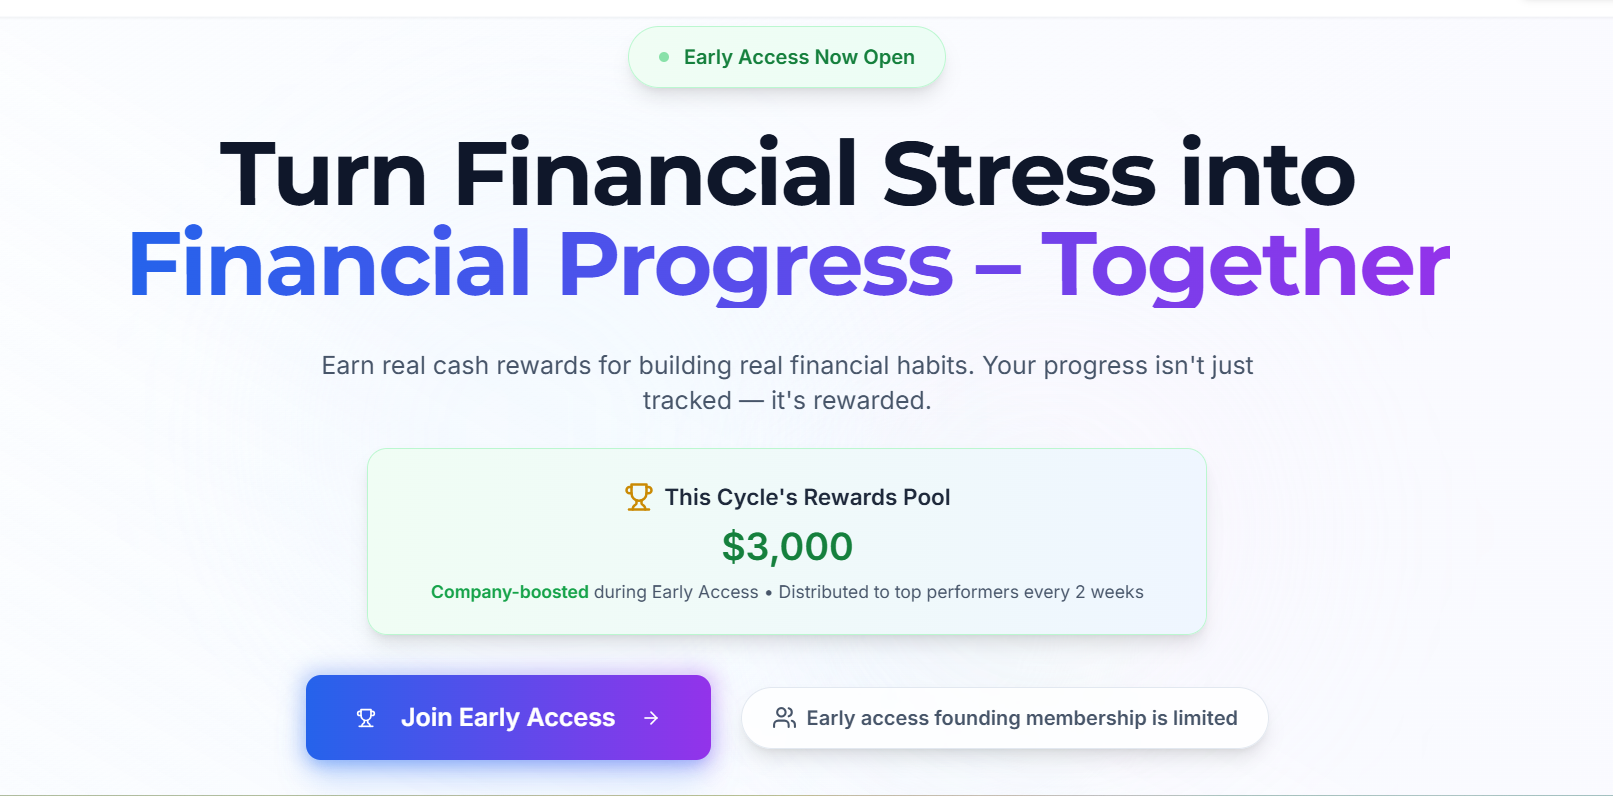 Early Access Now Open
Turn Financial Stress into
Financial Progress – Together
Earn real cash rewards for building real financial habits. Your progress isn't just
tracked — it's rewarded.
This Cycle's Rewards Pool
$3,000
Company-boosted during Early Access • Distributed to top performers every 2 weeks
Join Early Access →
Early access founding membership is limited